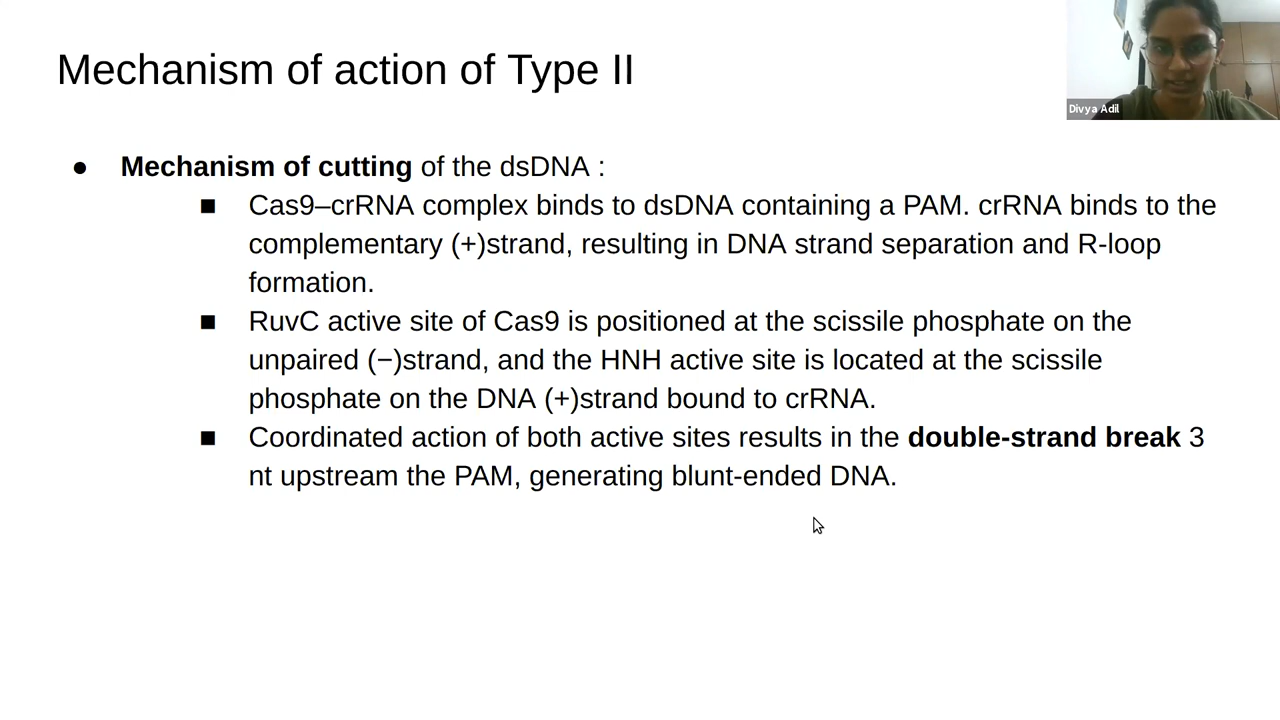 Mechanism of action of Type II
Divya Adil
● Mechanism of cutting of the dsDNA :
■ Cas9–crRNA complex binds to dsDNA containing a PAM. crRNA binds to the
complementary (+)strand, resulting in DNA strand separation and R-loop
formation.
■ RuvC active site of Cas9 is positioned at the scissile phosphate on the
unpaired (−)strand, and the HNH active site is located at the scissile
phosphate on the DNA (+)strand bound to crRNA.
■ Coordinated action of both active sites results in the double-strand break 3
nt upstream the PAM, generating blunt-ended DNA.